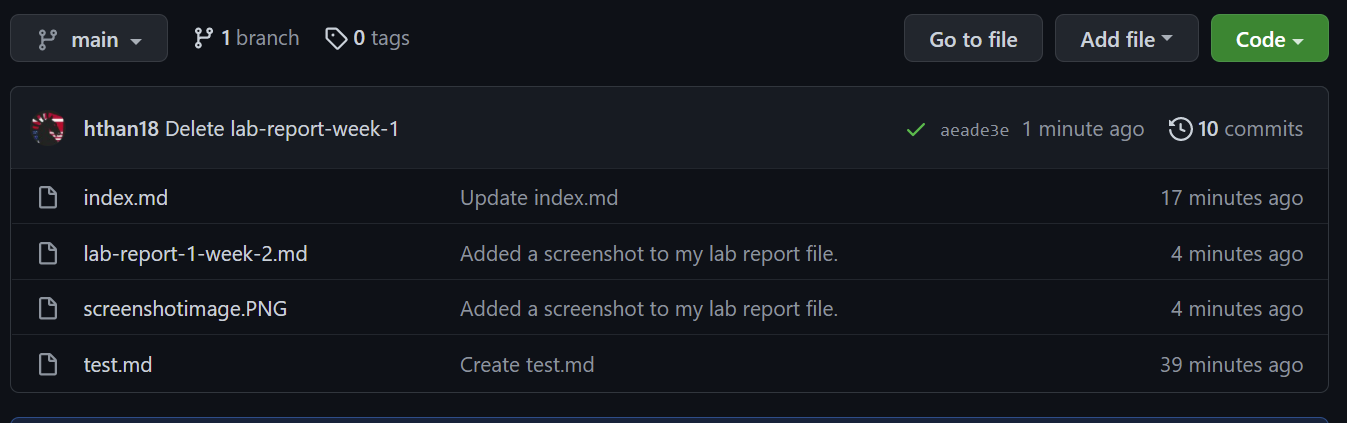 main 1 branch 0 tags Go to file Add file Code
hthan18 Delete lab-report-week-1 aeade3e 1 minute ago 10 commits
index.md Update index.md 17 minutes ago
lab-report-1-week-2.md Added a screenshot to my lab report file. 4 minutes ago
screenshotimage.PNG Added a screenshot to my lab report file. 4 minutes ago
test.md Create test.md 39 minutes ago